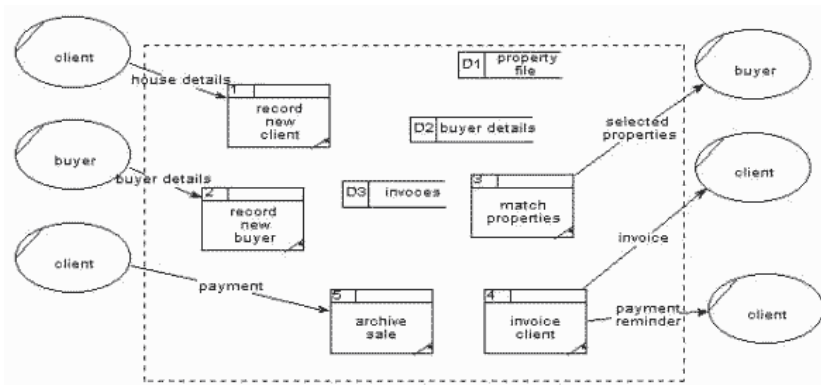 client
house details
1
record
new
client
D1
property
file
buyer
D2
buyer details
selected
properties
buyer
buyer details
2
record
new
buyer
D3
invoces
3
match
properties
client
client
payment
invoice
5
archive
sale
4
invoice
client
payment
reminder
client